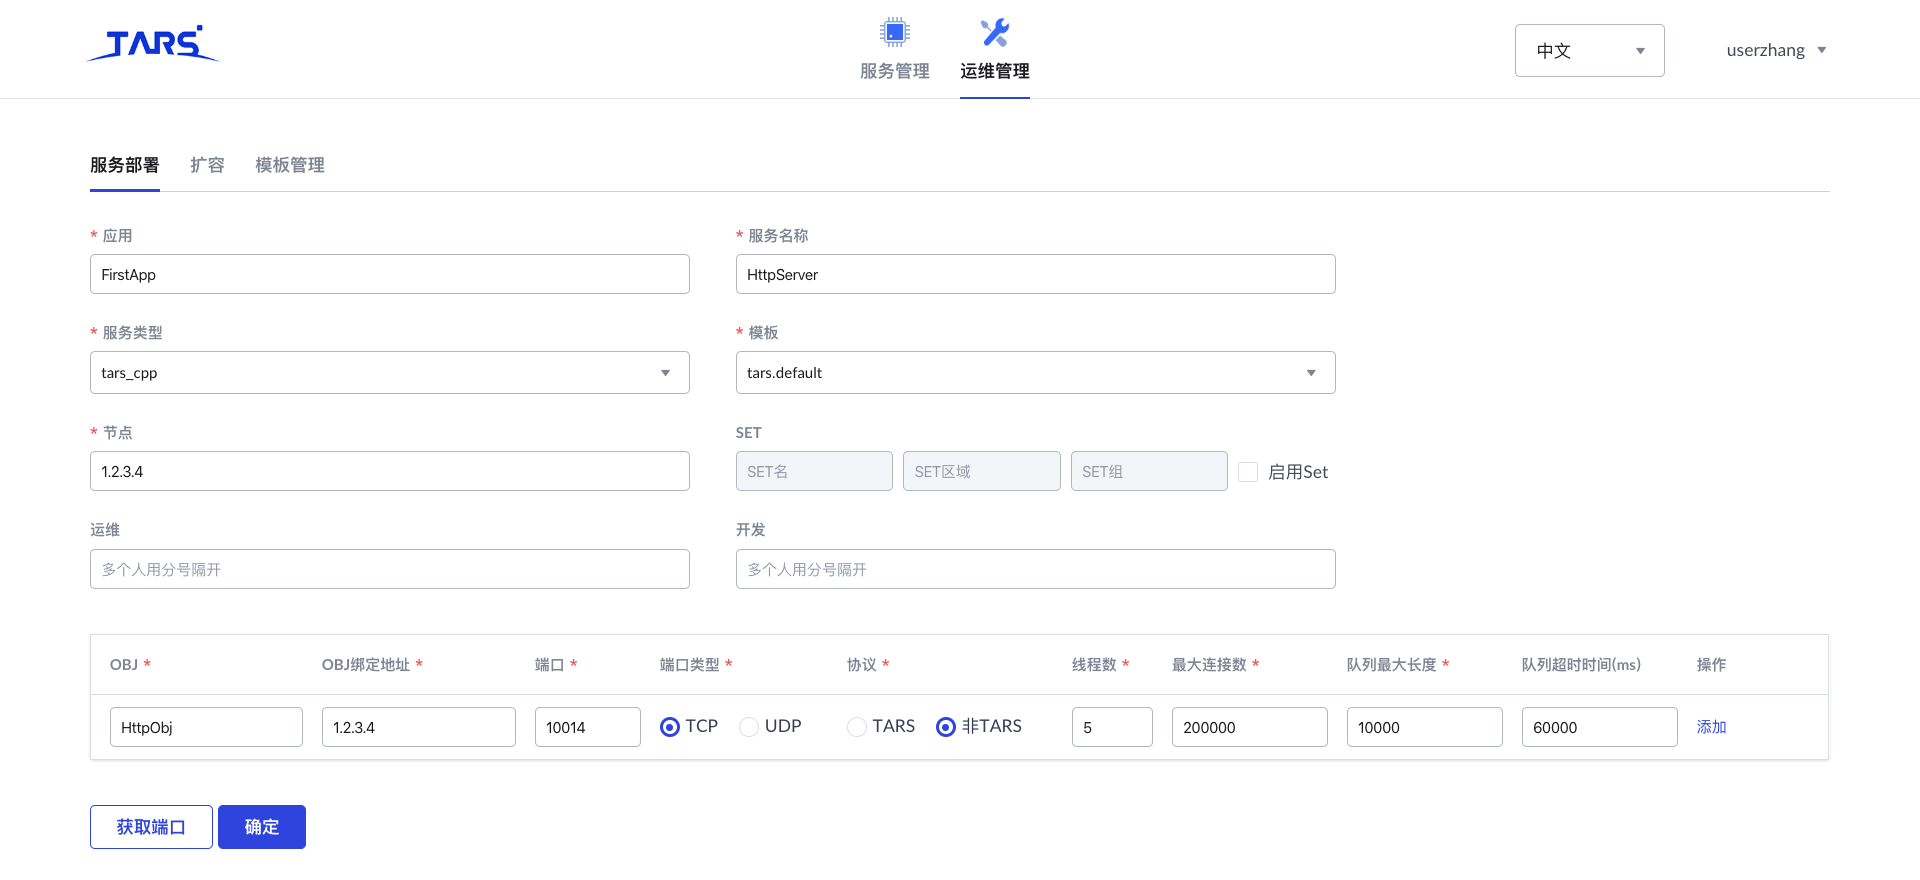 TARS
服务管理
运维管理
中文
userzhang
服务部署
扩容
模板管理
* 应用
* 服务名称
FirstApp
HttpServer
* 服务类型
* 模板
tars_cpp
tars.default
* 节点
SET
1.2.3.4
SET名
SET区域
SET组
启用Set
运维
开发
多个人用分号隔开
多个人用分号隔开
OBJ *
OBJ绑定地址 *
端口 *
端口类型 *
协议 *
线程数 *
最大连接数 *
队列最大长度 *
队列超时时间(ms)
操作
HttpObj
1.2.3.4
10014
TCP
UDP
TARS
非TARS
5
200000
10000
60000
添加
获取端口
确定